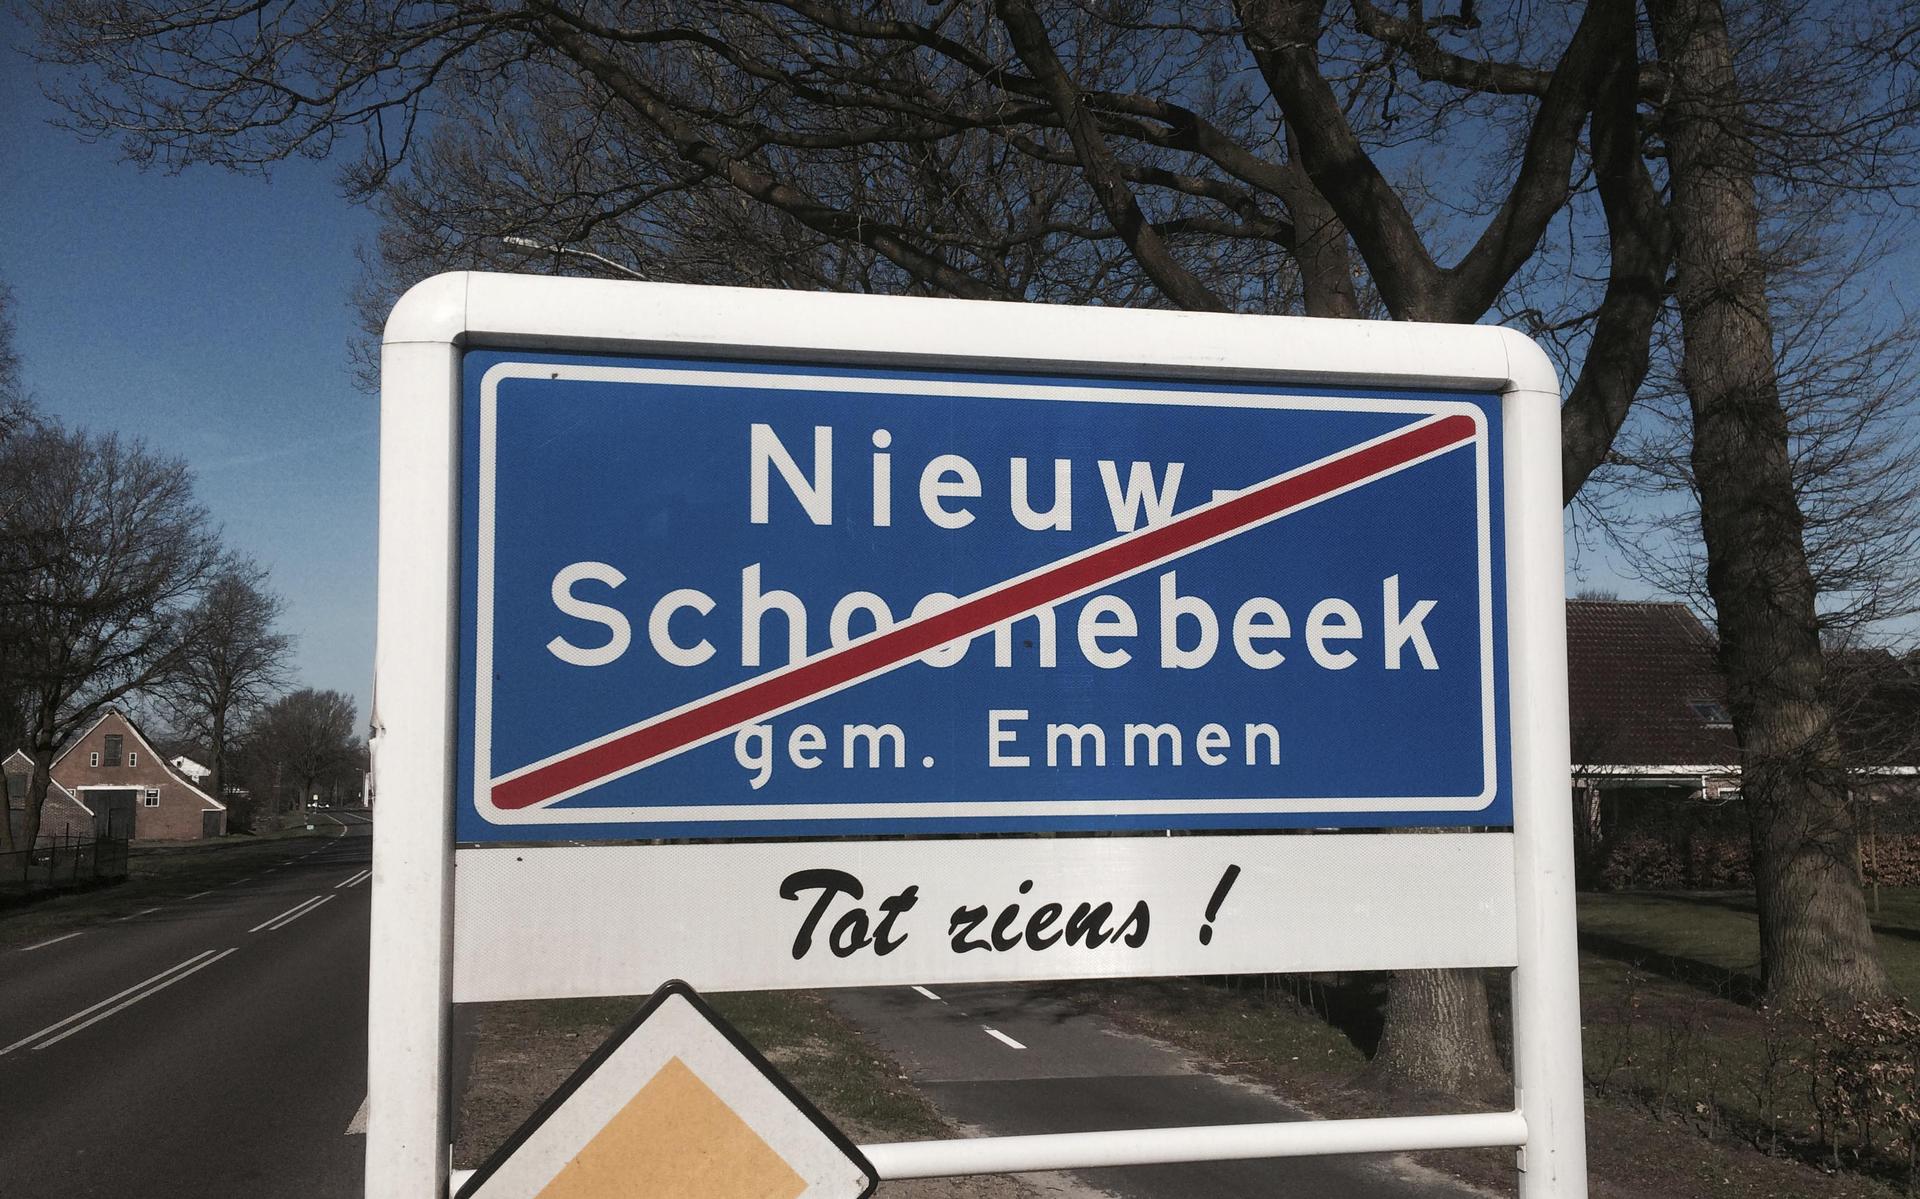 Nieuw-
Schoonebeek
gem. Emmen
Tot ziens !